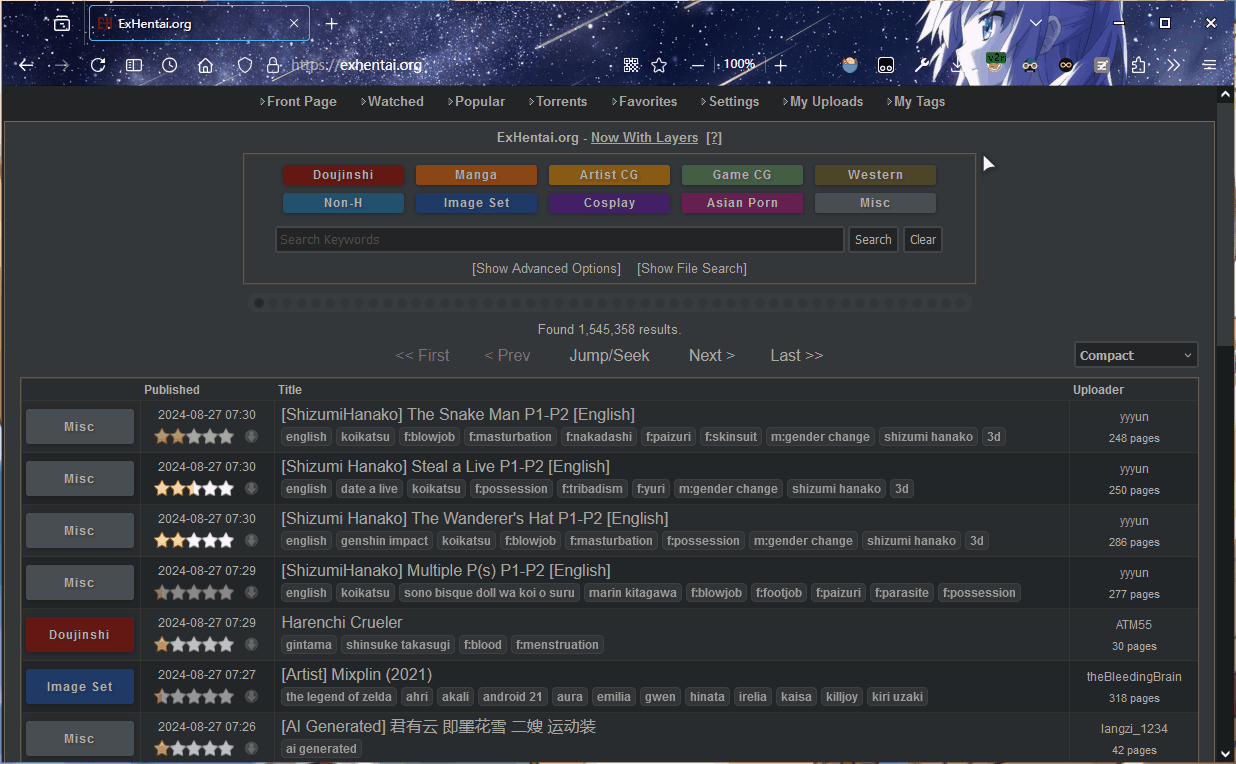 ExHentai.org
https://exhentai.org
100%
v2n
Front Page Watched Popular Torrents Favorites Settings My Uploads My Tags
ExHentai.org - Now With Layers [?]
Doujinshi Manga Artist CG Game CG Western
Non-H Image Set Cosplay Asian Porn Misc
Search Keywords Search Clear
[Show Advanced Options] [Show File Search]
Found 1,545,358 results.
<< First < Prev Jump/Seek Next > Last >>
Compact
Published Title Uploader
Misc 2024-08-27 07:30 [ShizumiHanako] The Snake Man P1-P2 [English] yyyun
english koikatsu f:blowjob f:masturbation f:nakadashi f:paizuri f:skinsuit m:gender change shizumi hanako 3d 248 pages
Misc 2024-08-27 07:30 [Shizumi Hanako] Steal a Live P1-P2 [English] yyyun
english date a live koikatsu f:possession f:tribadism f:yuri m:gender change shizumi hanako 3d 250 pages
Misc 2024-08-27 07:30 [Shizumi Hanako] The Wanderer's Hat P1-P2 [English] yyyun
english genshin impact koikatsu f:blowjob f:masturbation f:possession m:gender change shizumi hanako 3d 286 pages
Misc 2024-08-27 07:29 [ShizumiHanako] Multiple P(s) P1-P2 [English] yyyun
english koikatsu sono bisque doll wa koi o suru marin kitagawa f:blowjob f:footjob f:paizuri f:parasite f:possession 277 pages
Doujinshi 2024-08-27 07:29 Harenchi Crueler ATM55
gintama shinsuke takasugi f:blood f:menstruation 30 pages
Image Set 2024-08-27 07:27 [Artist] Mixplin (2021) theBleedingBrain
the legend of zelda ahri akali android 21 aura emilia gwen hinata irelia kaisa killjoy kiri uzaki 318 pages
Misc 2024-08-27 07:26 [AI Generated] 君有云 即墨花雪 二嫂 运动装 langzi_1234
ai generated 42 pages